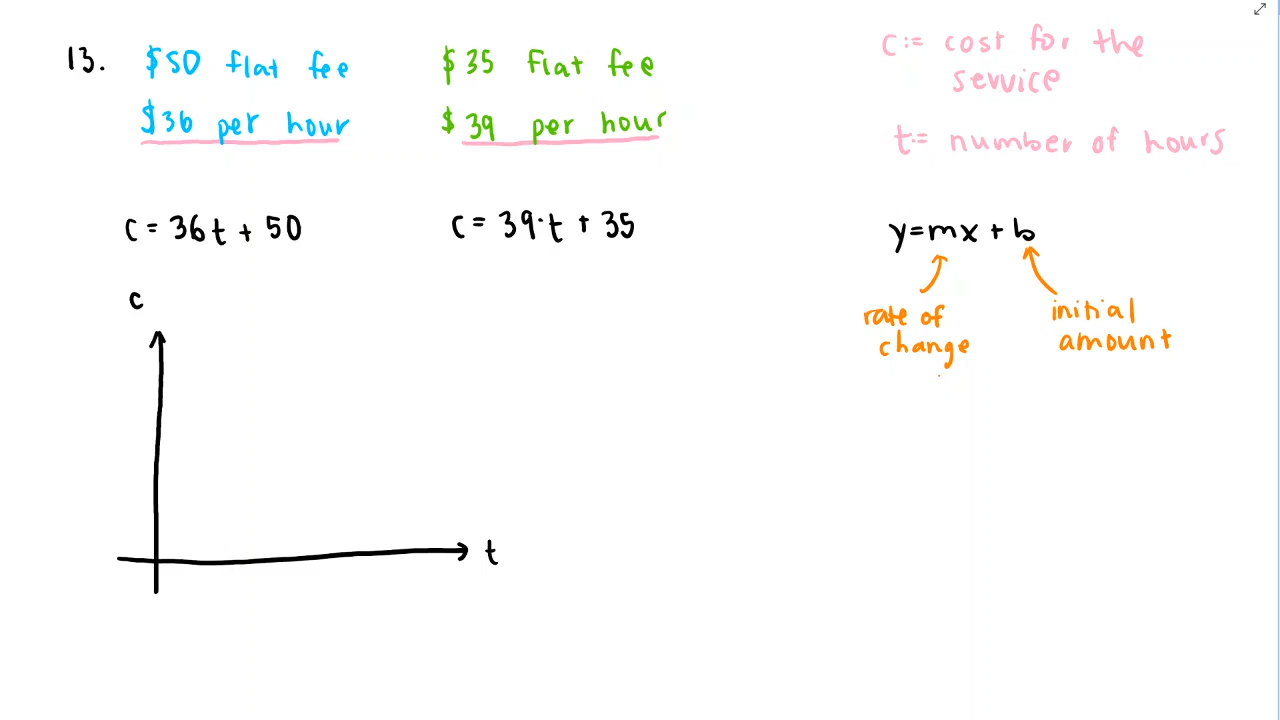 13. $50 flat fee $35 flat fee
$36 per hour $39 per hour
c := cost for the
service
t := number of hours
c = 36t + 50 c = 39·t + 35
y = mx + b
rate of
change
initial
amount
c
t